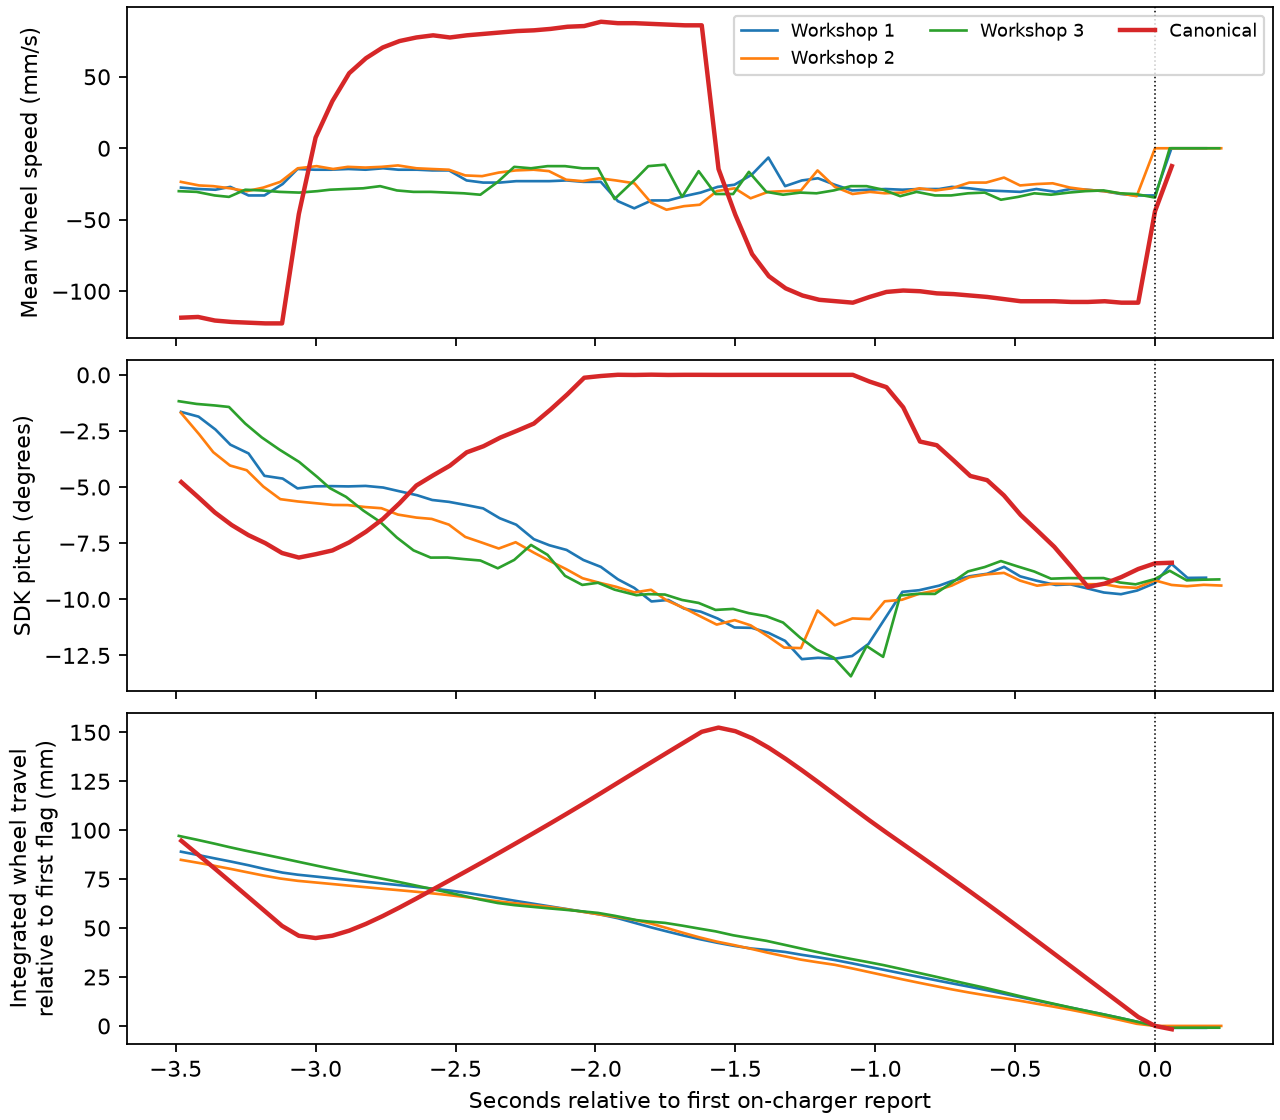 Mean wheel speed (mm/s)
50
0
−50
−100
Workshop 1
Workshop 2
Workshop 3
Canonical
SDK pitch (degrees)
0.0
−2.5
−5.0
−7.5
−10.0
−12.5
Integrated wheel travel
relative to first flag (mm)
150
125
100
75
50
25
0
−3.5 −3.0 −2.5 −2.0 −1.5 −1.0 −0.5 0.0
Seconds relative to first on-charger report